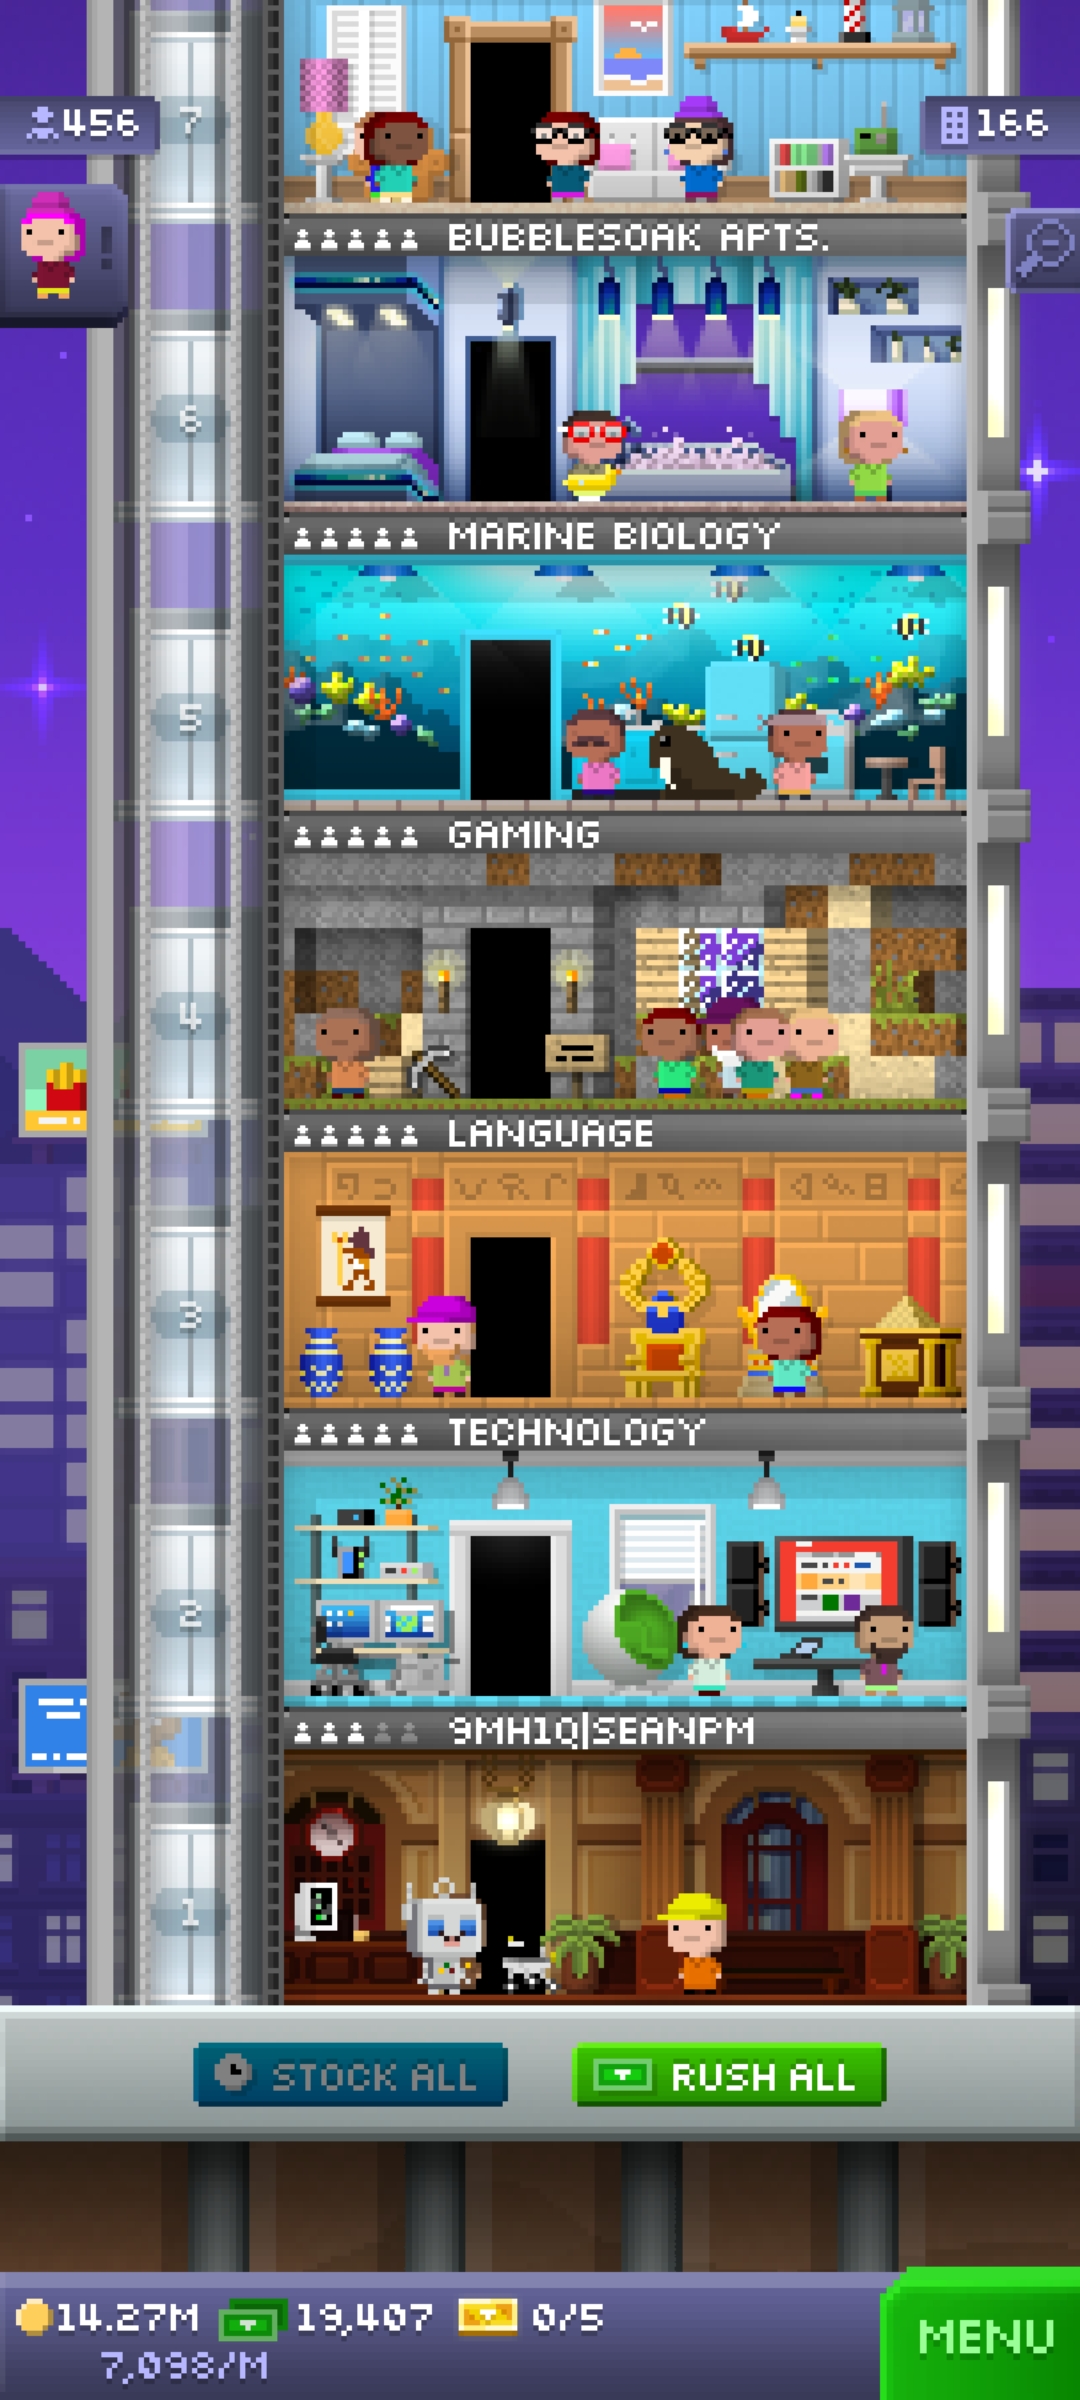 7
456
166
BUBBLESOAK APTS.
6
MARINE BIOLOGY
5
GAMING
4
LANGUAGE
3
TECHNOLOGY
2
9MH1Q|SEANPM
1
STOCK ALL
RUSH ALL
14.27M
19,407
0/5
7,098/M
MENU